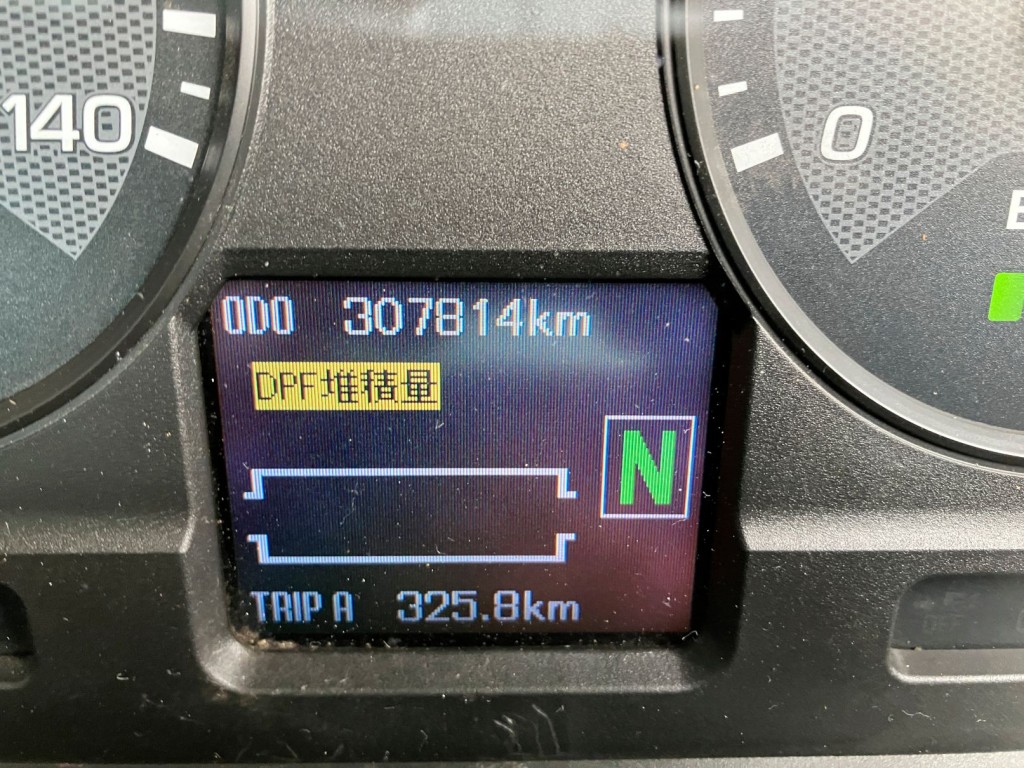 140
0
ODO 307814km
DPF堆積量
N
TRIP A 325.8km